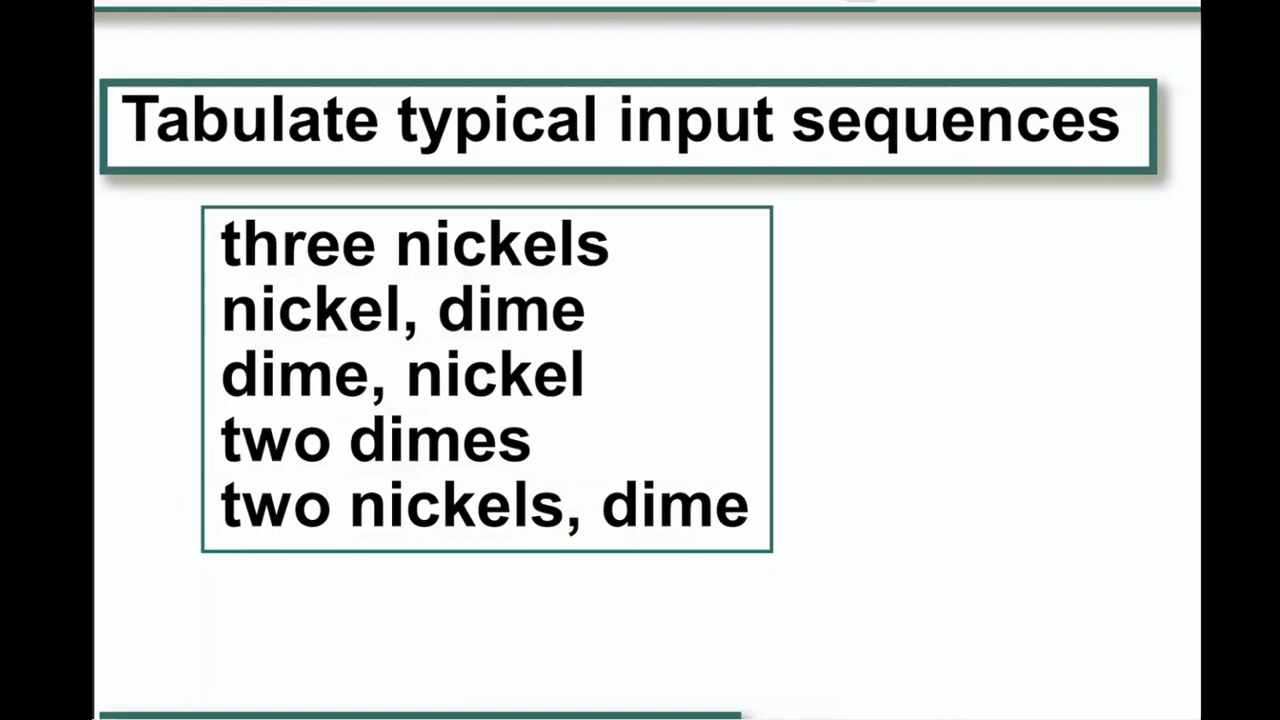 Tabulate typical input sequences
three nickels
nickel, dime
dime, nickel
two dimes
two nickels, dime